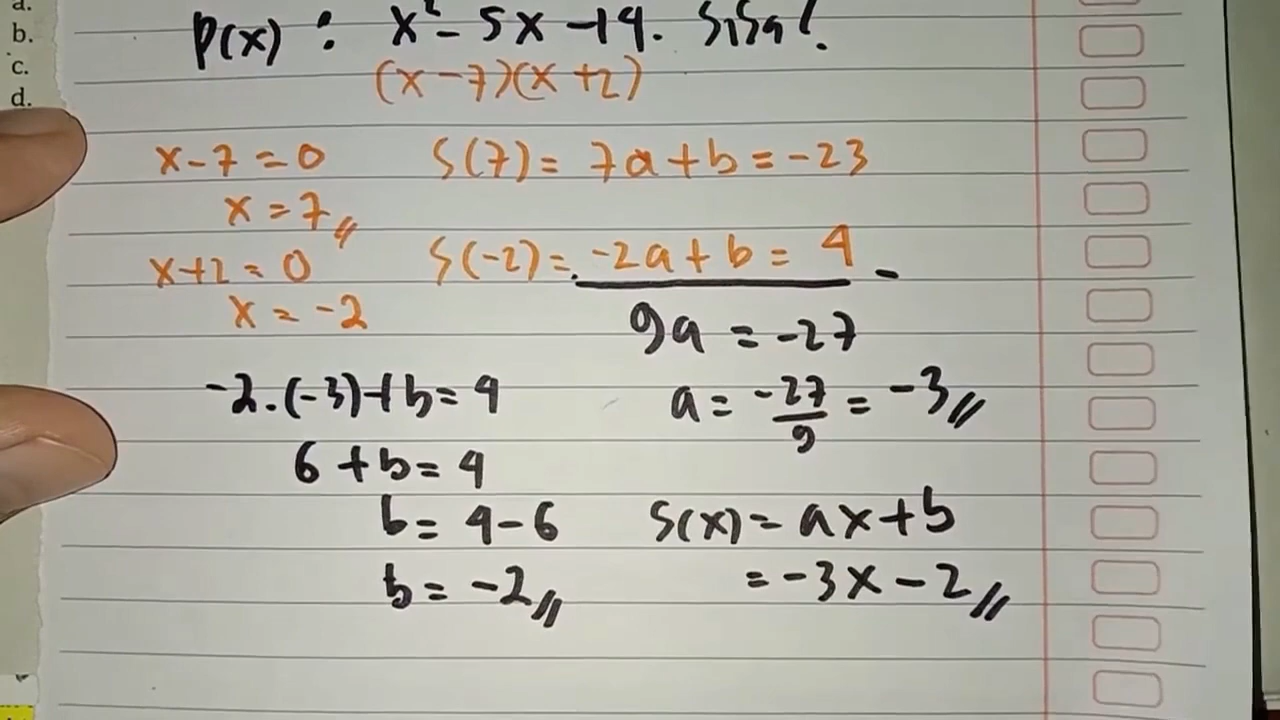 a.
b.
c.
d.
P(x) : x² - 5x - 14. Sisa?
(x - 7)(x + 2)
x - 7 = 0
x = 7
x + 2 = 0
x = -2
S(7) = 7a + b = -23
S(-2) = -2a + b = 4 -
9a = -27
a = -27/9 = -3
-2.(-3) + b = 4
6 + b = 4
b = 4 - 6
b = -2
S(x) = ax + b
= -3x - 2